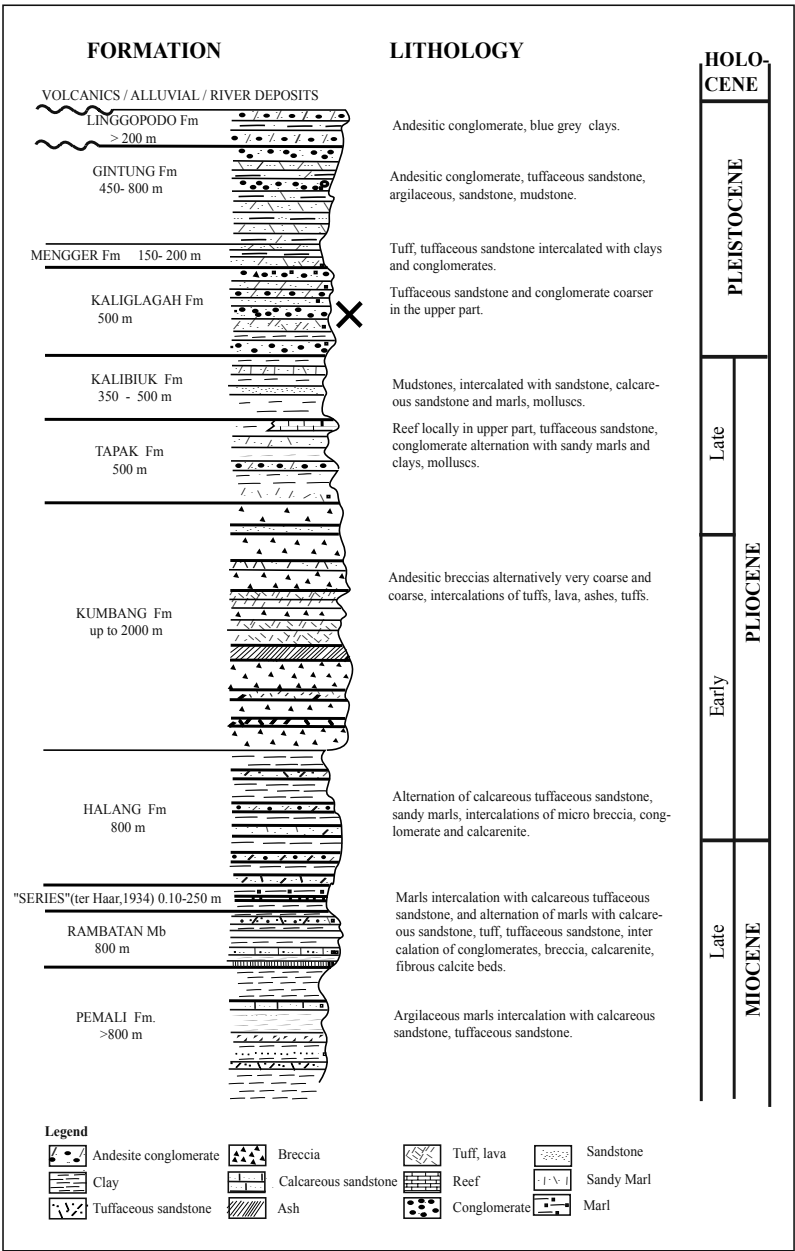 FORMATION
LITHOLOGY
HOLO-
CENE
VOLCANICS / ALLUVIAL / RIVER DEPOSITS
LINGGOPODO Fm
> 200 m
Andesitic conglomerate, blue grey clays.
GINTUNG Fm
450- 800 m
Andesitic conglomerate, tuffaceous sandstone,
argilaceous, sandstone, mudstone.
MENGGER Fm 150- 200 m
Tuff, tuffaceous sandstone intercalated with clays
and conglomerates.
KALIGLAGAH Fm
500 m
Tuffaceous sandstone and conglomerate coarser
in the upper part.
PLEISTOCENE
KALIBIUK Fm
350 - 500 m
Mudstones, intercalated with sandstone, calcare-
ous sandstone and marls, molluscs.
TAPAK Fm
500 m
Reef locally in upper part, tuffaceous sandstone,
conglomerate alternation with sandy marls and
clays, molluscs.
Late
KUMBANG Fm
up to 2000 m
Andesitic breccias alternatively very coarse and
coarse, intercalations of tuffs, lava, ashes, tuffs.
Early
PLIOCENE
HALANG Fm
800 m
Alternation of calcareous tuffaceous sandstone,
sandy marls, intercalations of micro breccia, cong-
lomerate and calcarenite.
"SERIES"(ter Haar,1934) 0.10-250 m
RAMBATAN Mb
800 m
Marls intercalation with calcareous tuffaceous
sandstone, and alternation of marls with calcare-
ous sandstone, tuff, tuffaceous sandstone, inter
calation of conglomerates, breccia, calcarenite,
fibrous calcite beds.
PEMALI Fm.
>800 m
Argilaceous marls intercalation with calcareous
sandstone, tuffaceous sandstone.
Late
MIOCENE
Legend
Andesite conglomerate
Breccia
Tuff, lava
Sandstone
Clay
Calcareous sandstone
Reef
Sandy Marl
Tuffaceous sandstone
Ash
Conglomerate
Marl